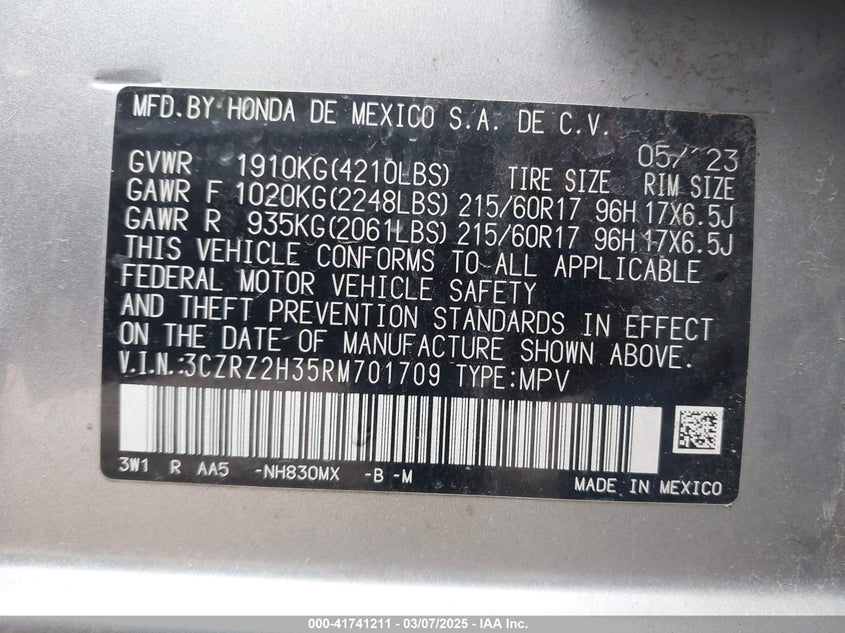 MFD.BY HONDA DE MEXICO S.A. DE C.V.
05/ 23
GVWR 1910KG(4210LBS) TIRE SIZE RIM SIZE
GAWR F 1020KG(2248LBS) 215/60R17 96H 17X6.5J
GAWR R 935KG(2061LBS) 215/60R17 96H 17X6.5J
THIS VEHICLE CONFORMS TO ALL APPLICABLE
FEDERAL MOTOR VEHICLE SAFETY
AND THEFT PREVENTION STANDARDS IN EFFECT
ON THE DATE OF MANUFACTURE SHOWN ABOVE.
V.I.N.:3CZRZ2H35RM701709 TYPE:MPV
3W1 R AA5 -NH830MX -B -M
MADE IN MEXICO
000-41741211 - 03/07/2025 - IAA Inc.